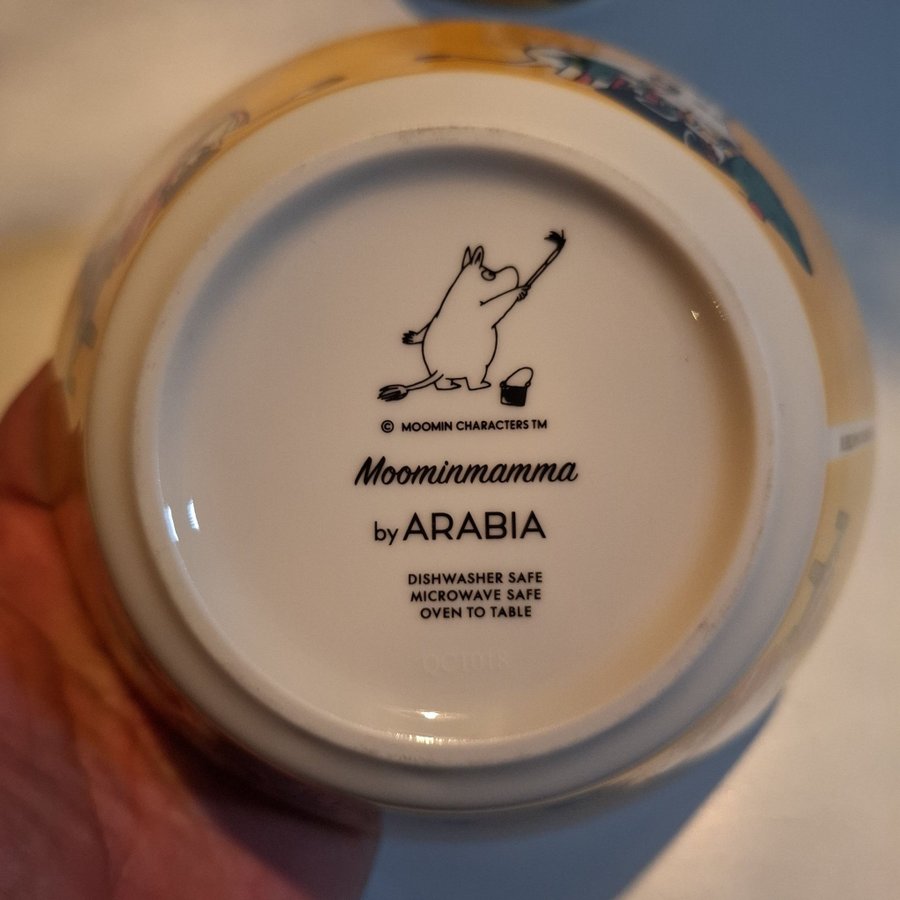 © MOOMIN CHARACTERS TM
Moominmamma
by ARABIA
DISHWASHER SAFE
MICROWAVE SAFE
OVEN TO TABLE